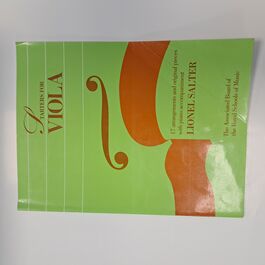 STARTERS FOR
VIOLA
17 arrangements and original pieces
with piano accompaniment
LIONEL SALTER
The Associated Board of
the Royal Schools of Music